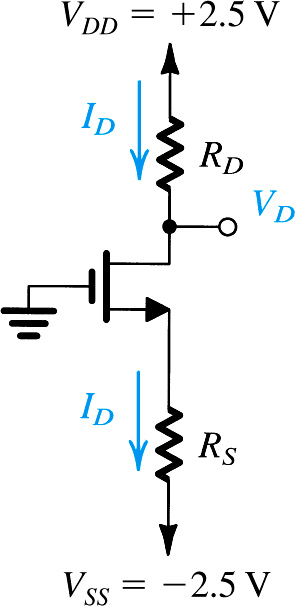 V_DD = +2.5 V
I_D
R_D
V_D
I_D
R_S
V_SS = −2.5 V